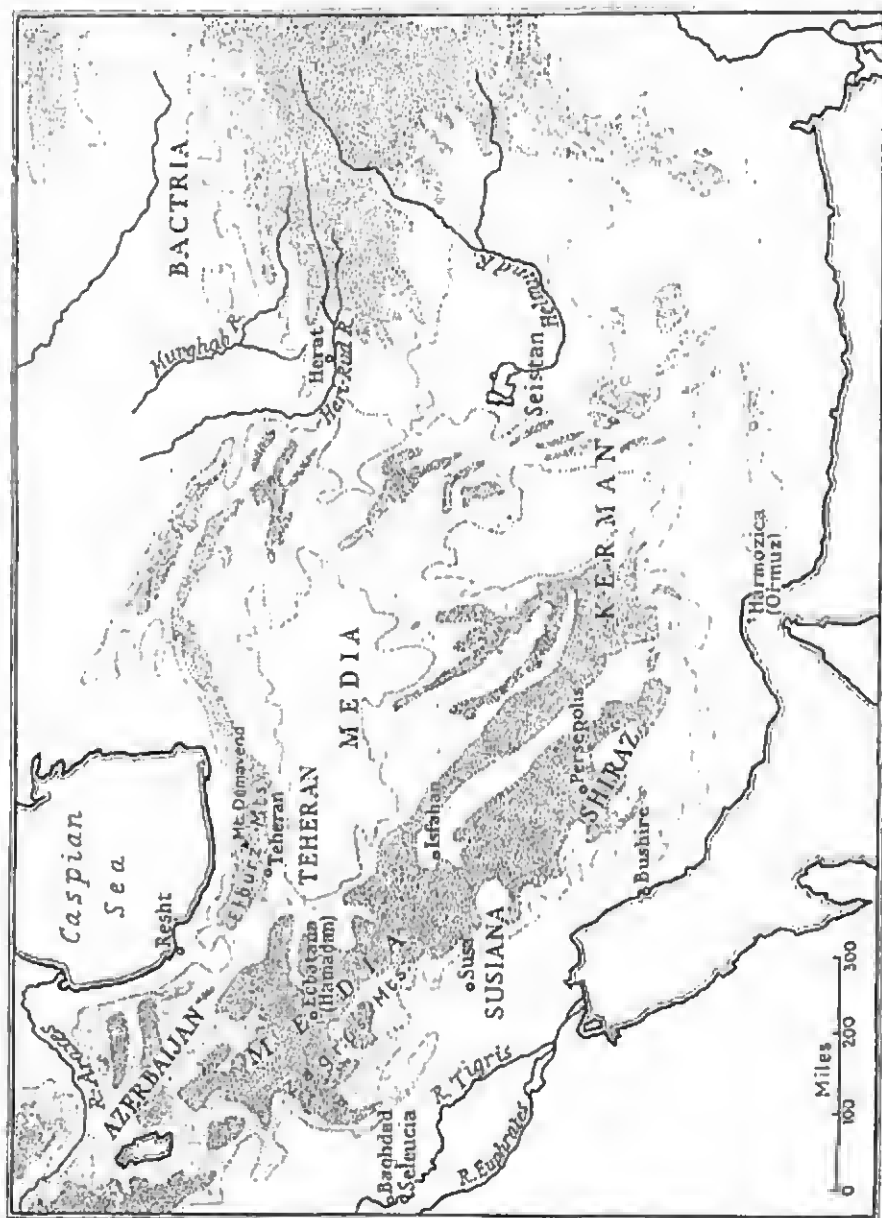 Caspian
Sea
Resht
R. Araxes
AZERBAIJAN
Elburz Mts
Mt. Demavend
Teheran
TEHERAN
BACTRIA
Murghab R.
Herat
Heri-Rud R.
MEDIA
Ecbatana
(Hamadan)
MEDIA
Zagros Mts
Isfahan
Seistan
Helmund R.
Baghdad
Seleucia
R. Tigris
R. Euphrates
Susa
SUSIANA
Persepolis
SHIRAZ
KERMAN
Bushire
Harmozica
(Ormuz)
Miles
0 100 200 300